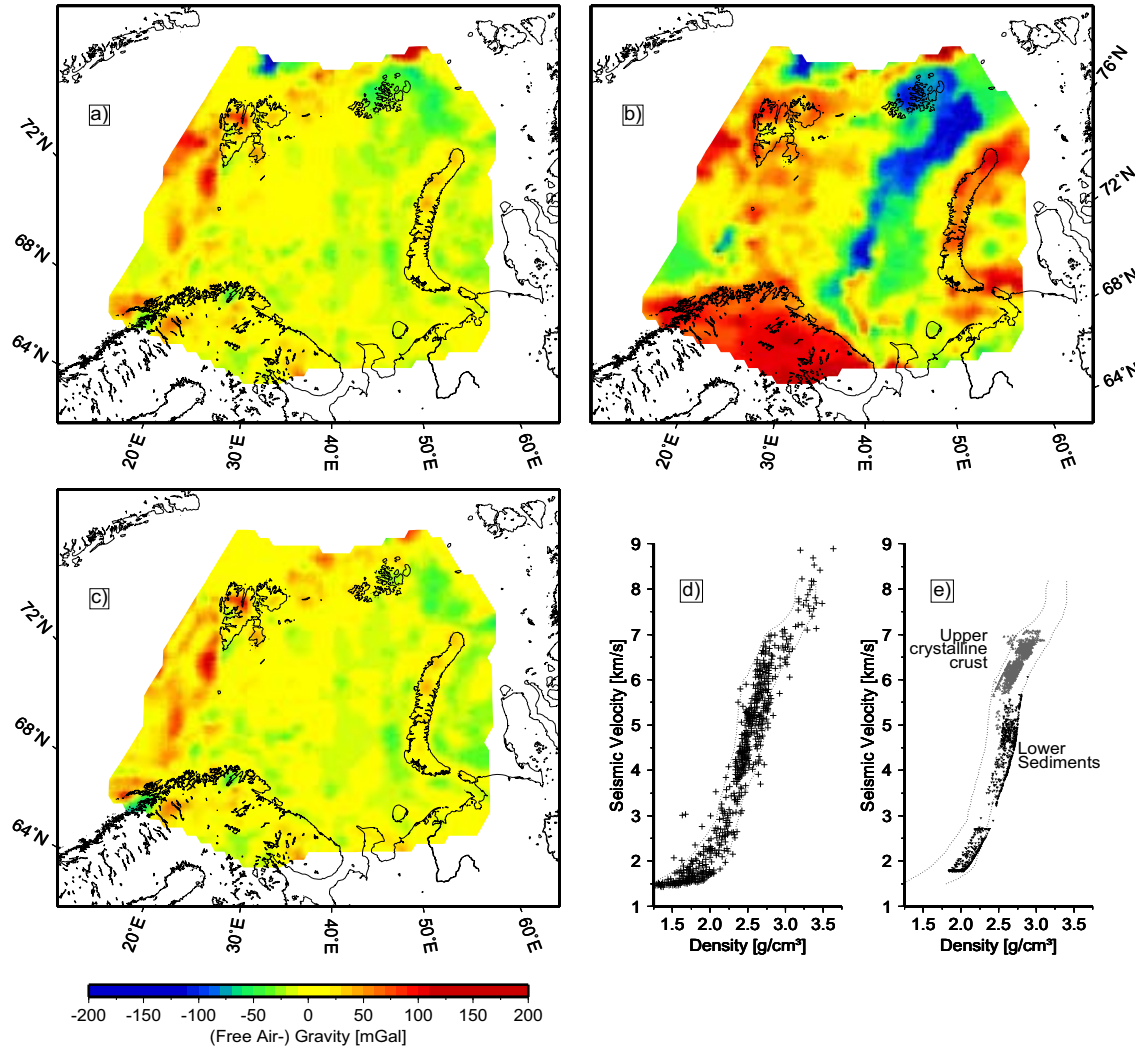 a)
b)
76°N
72°N
72°N
68°N
68°N
64°N
64°N
20°E
30°E
40°E
50°E
60°E
20°E
30°E
40°E
50°E
60°E
c)
72°N
68°N
64°N
20°E
30°E
40°E
50°E
60°E
d)
9
8
7
6
5
4
3
2
1
Seismic Velocity [km/s]
1.5 2.0 2.5 3.0 3.5
Density [g/cm³]
e)
9
8
7
6
5
4
3
2
1
Seismic Velocity [km/s]
Upper
crystalline
crust
Lower
Sediments
1.5 2.0 2.5 3.0 3.5
Density [g/cm³]
-200 -150 -100 -50 0 50 100 150 200
(Free Air-) Gravity [mGal]